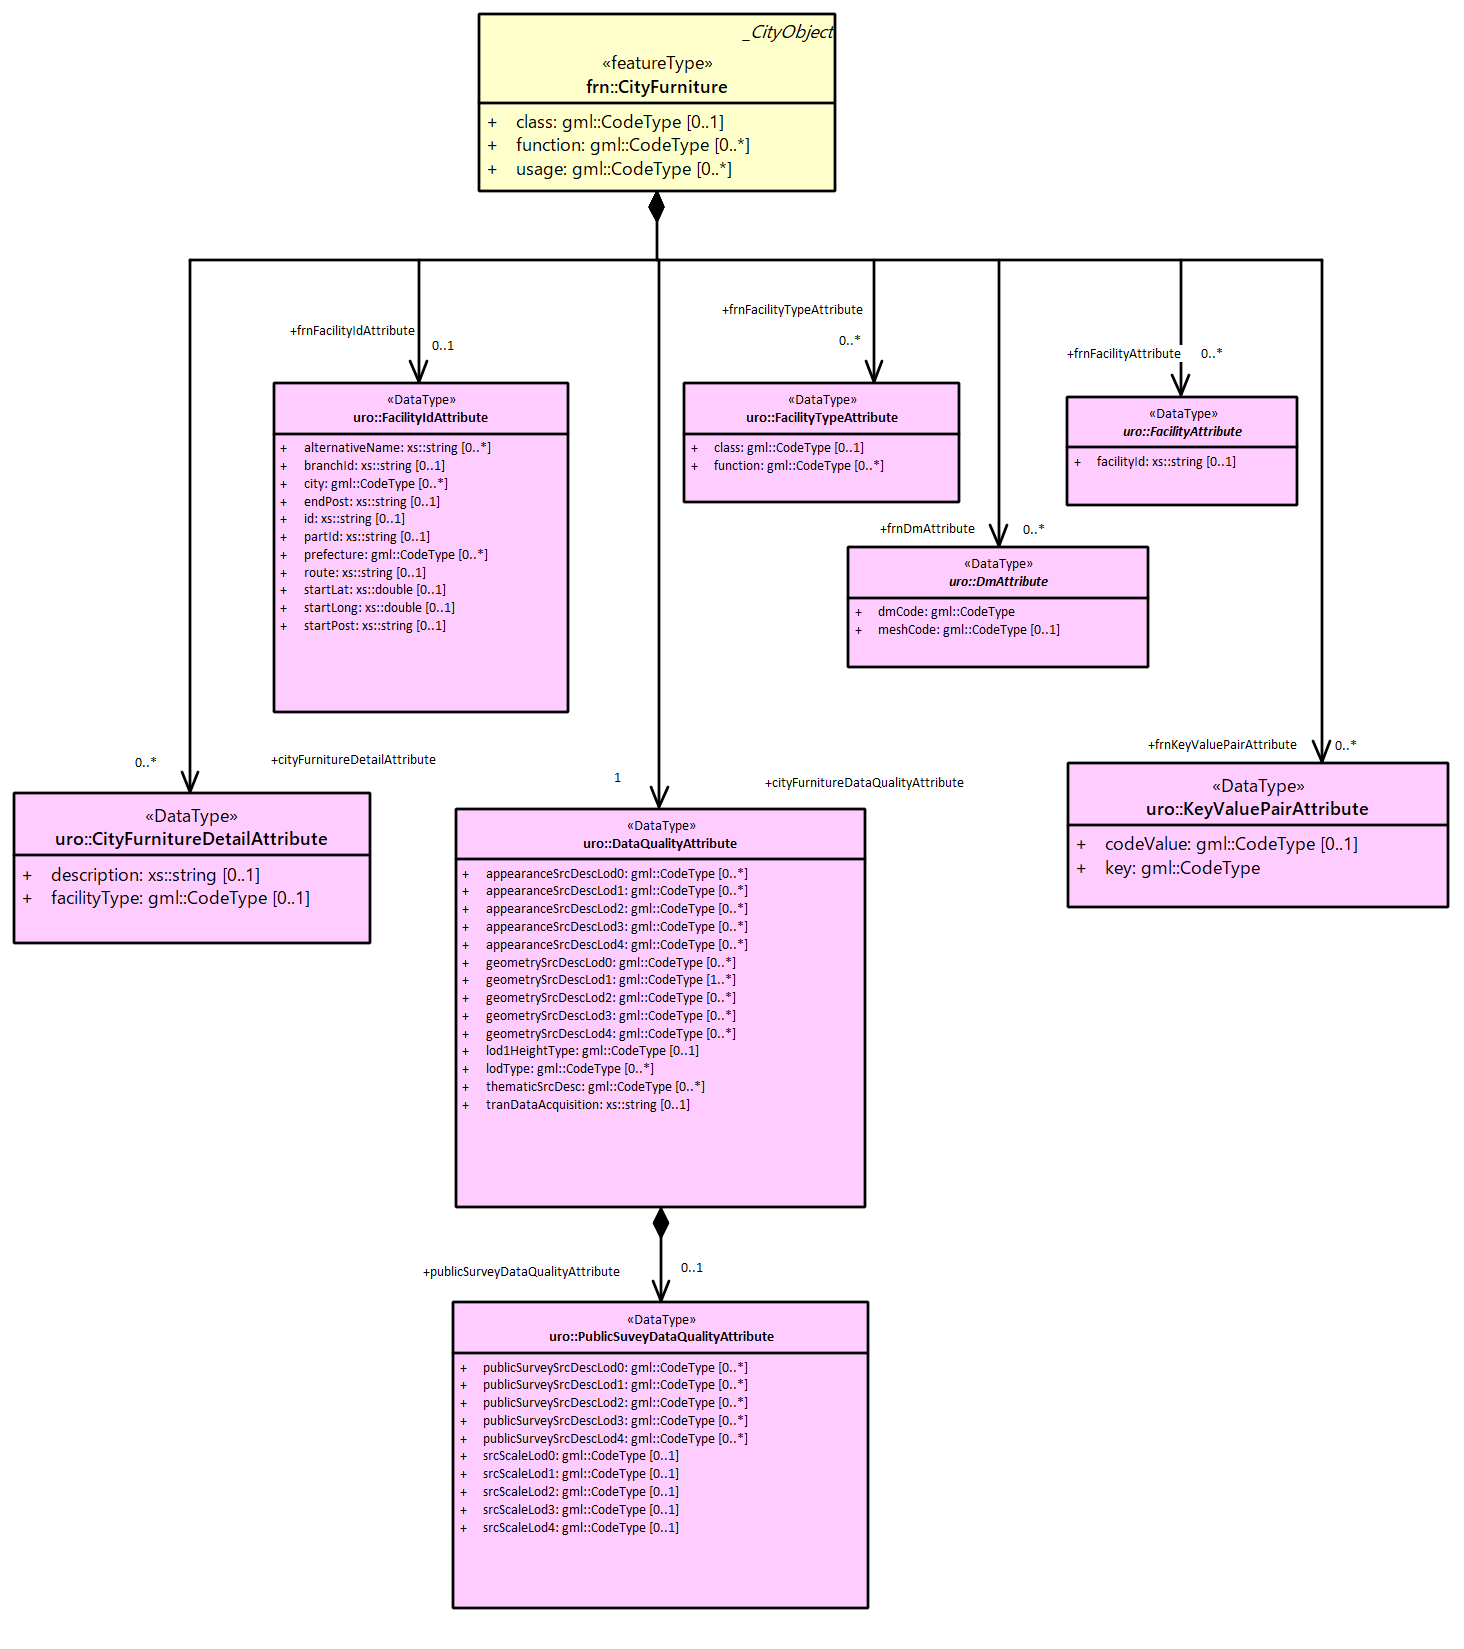 _CityObject
«featureType»
frn::CityFurniture
+ class: gml::CodeType [0..1]
+ function: gml::CodeType [0..*]
+ usage: gml::CodeType [0..*]
+frnFacilityIdAttribute
0..1
+frnFacilityTypeAttribute
0..*
+frnFacilityAttribute
0..*
«DataType»
uro::FacilityIdAttribute
+ alternativeName: xs::string [0..*]
+ branchId: xs::string [0..1]
+ city: gml::CodeType [0..*]
+ endPost: xs::string [0..1]
+ id: xs::string [0..1]
+ partId: xs::string [0..1]
+ prefecture: gml::CodeType [0..*]
+ route: xs::string [0..1]
+ startLat: xs::double [0..1]
+ startLong: xs::double [0..1]
+ startPost: xs::string [0..1]
«DataType»
uro::FacilityTypeAttribute
+ class: gml::CodeType [0..1]
+ function: gml::CodeType [0..*]
«DataType»
uro::FacilityAttribute
+ facilityId: xs::string [0..1]
+frnDmAttribute
0..*
«DataType»
uro::DmAttribute
+ dmCode: gml::CodeType
+ meshCode: gml::CodeType [0..1]
0..*
+cityFurnitureDetailAttribute
1
+cityFurnitureDataQualityAttribute
+frnKeyValuePairAttribute
0..*
«DataType»
uro::CityFurnitureDetailAttribute
+ description: xs::string [0..1]
+ facilityType: gml::CodeType [0..1]
«DataType»
uro::DataQualityAttribute
+ appearanceSrcDescLod0: gml::CodeType [0..*]
+ appearanceSrcDescLod1: gml::CodeType [0..*]
+ appearanceSrcDescLod2: gml::CodeType [0..*]
+ appearanceSrcDescLod3: gml::CodeType [0..*]
+ appearanceSrcDescLod4: gml::CodeType [0..*]
+ geometrySrcDescLod0: gml::CodeType [0..*]
+ geometrySrcDescLod1: gml::CodeType [1..*]
+ geometrySrcDescLod2: gml::CodeType [0..*]
+ geometrySrcDescLod3: gml::CodeType [0..*]
+ geometrySrcDescLod4: gml::CodeType [0..*]
+ lod1HeightType: gml::CodeType [0..1]
+ lodType: gml::CodeType [0..*]
+ thematicSrcDesc: gml::CodeType [0..*]
+ tranDataAcquisition: xs::string [0..1]
«DataType»
uro::KeyValuePairAttribute
+ codeValue: gml::CodeType [0..1]
+ key: gml::CodeType
+publicSurveyDataQualityAttribute
0..1
«DataType»
uro::PublicSuveyDataQualityAttribute
+ publicSurveySrcDescLod0: gml::CodeType [0..*]
+ publicSurveySrcDescLod1: gml::CodeType [0..*]
+ publicSurveySrcDescLod2: gml::CodeType [0..*]
+ publicSurveySrcDescLod3: gml::CodeType [0..*]
+ publicSurveySrcDescLod4: gml::CodeType [0..*]
+ srcScaleLod0: gml::CodeType [0..1]
+ srcScaleLod1: gml::CodeType [0..1]
+ srcScaleLod2: gml::CodeType [0..1]
+ srcScaleLod3: gml::CodeType [0..1]
+ srcScaleLod4: gml::CodeType [0..1]